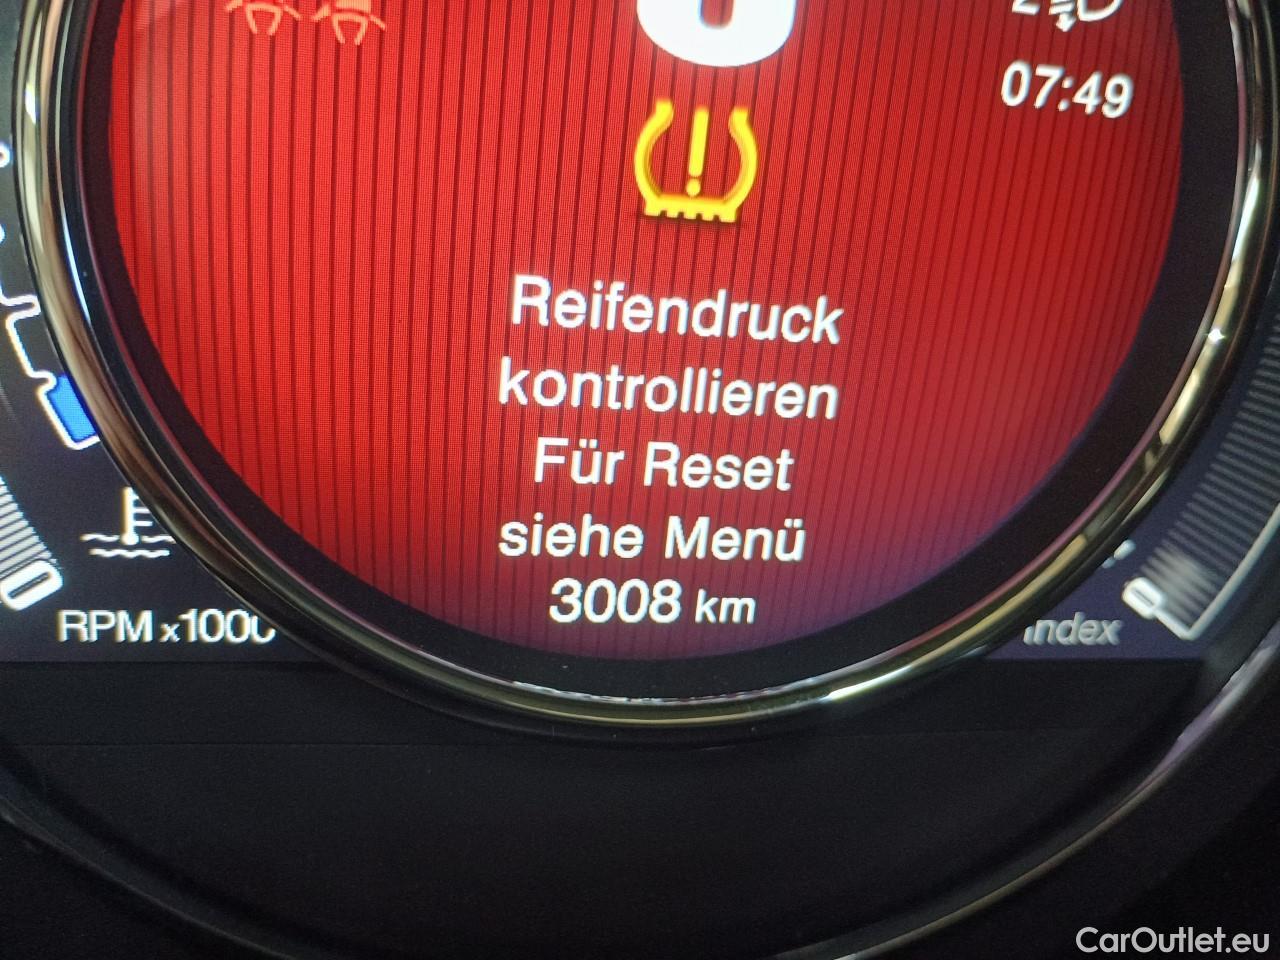 07:49
Reifendruck
kontrollieren
Für Reset
siehe Menü
3008 km
RPM x1000
index
CarOutlet.eu